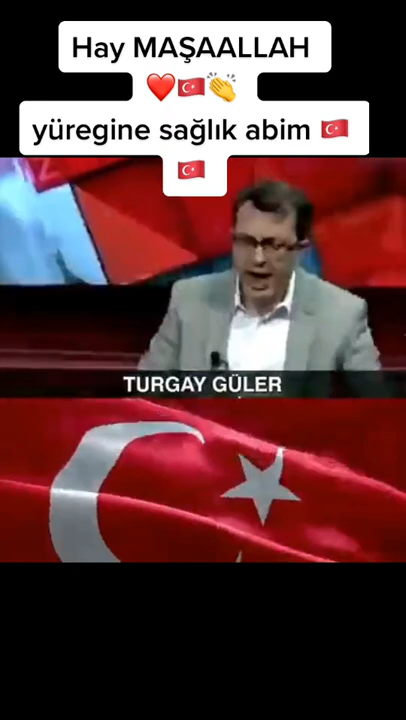 Hay MAŞAALLAH
❤️🇹🇷👏
yüregine sağlık abim 🇹🇷
🇹🇷
TURGAY GÜLER